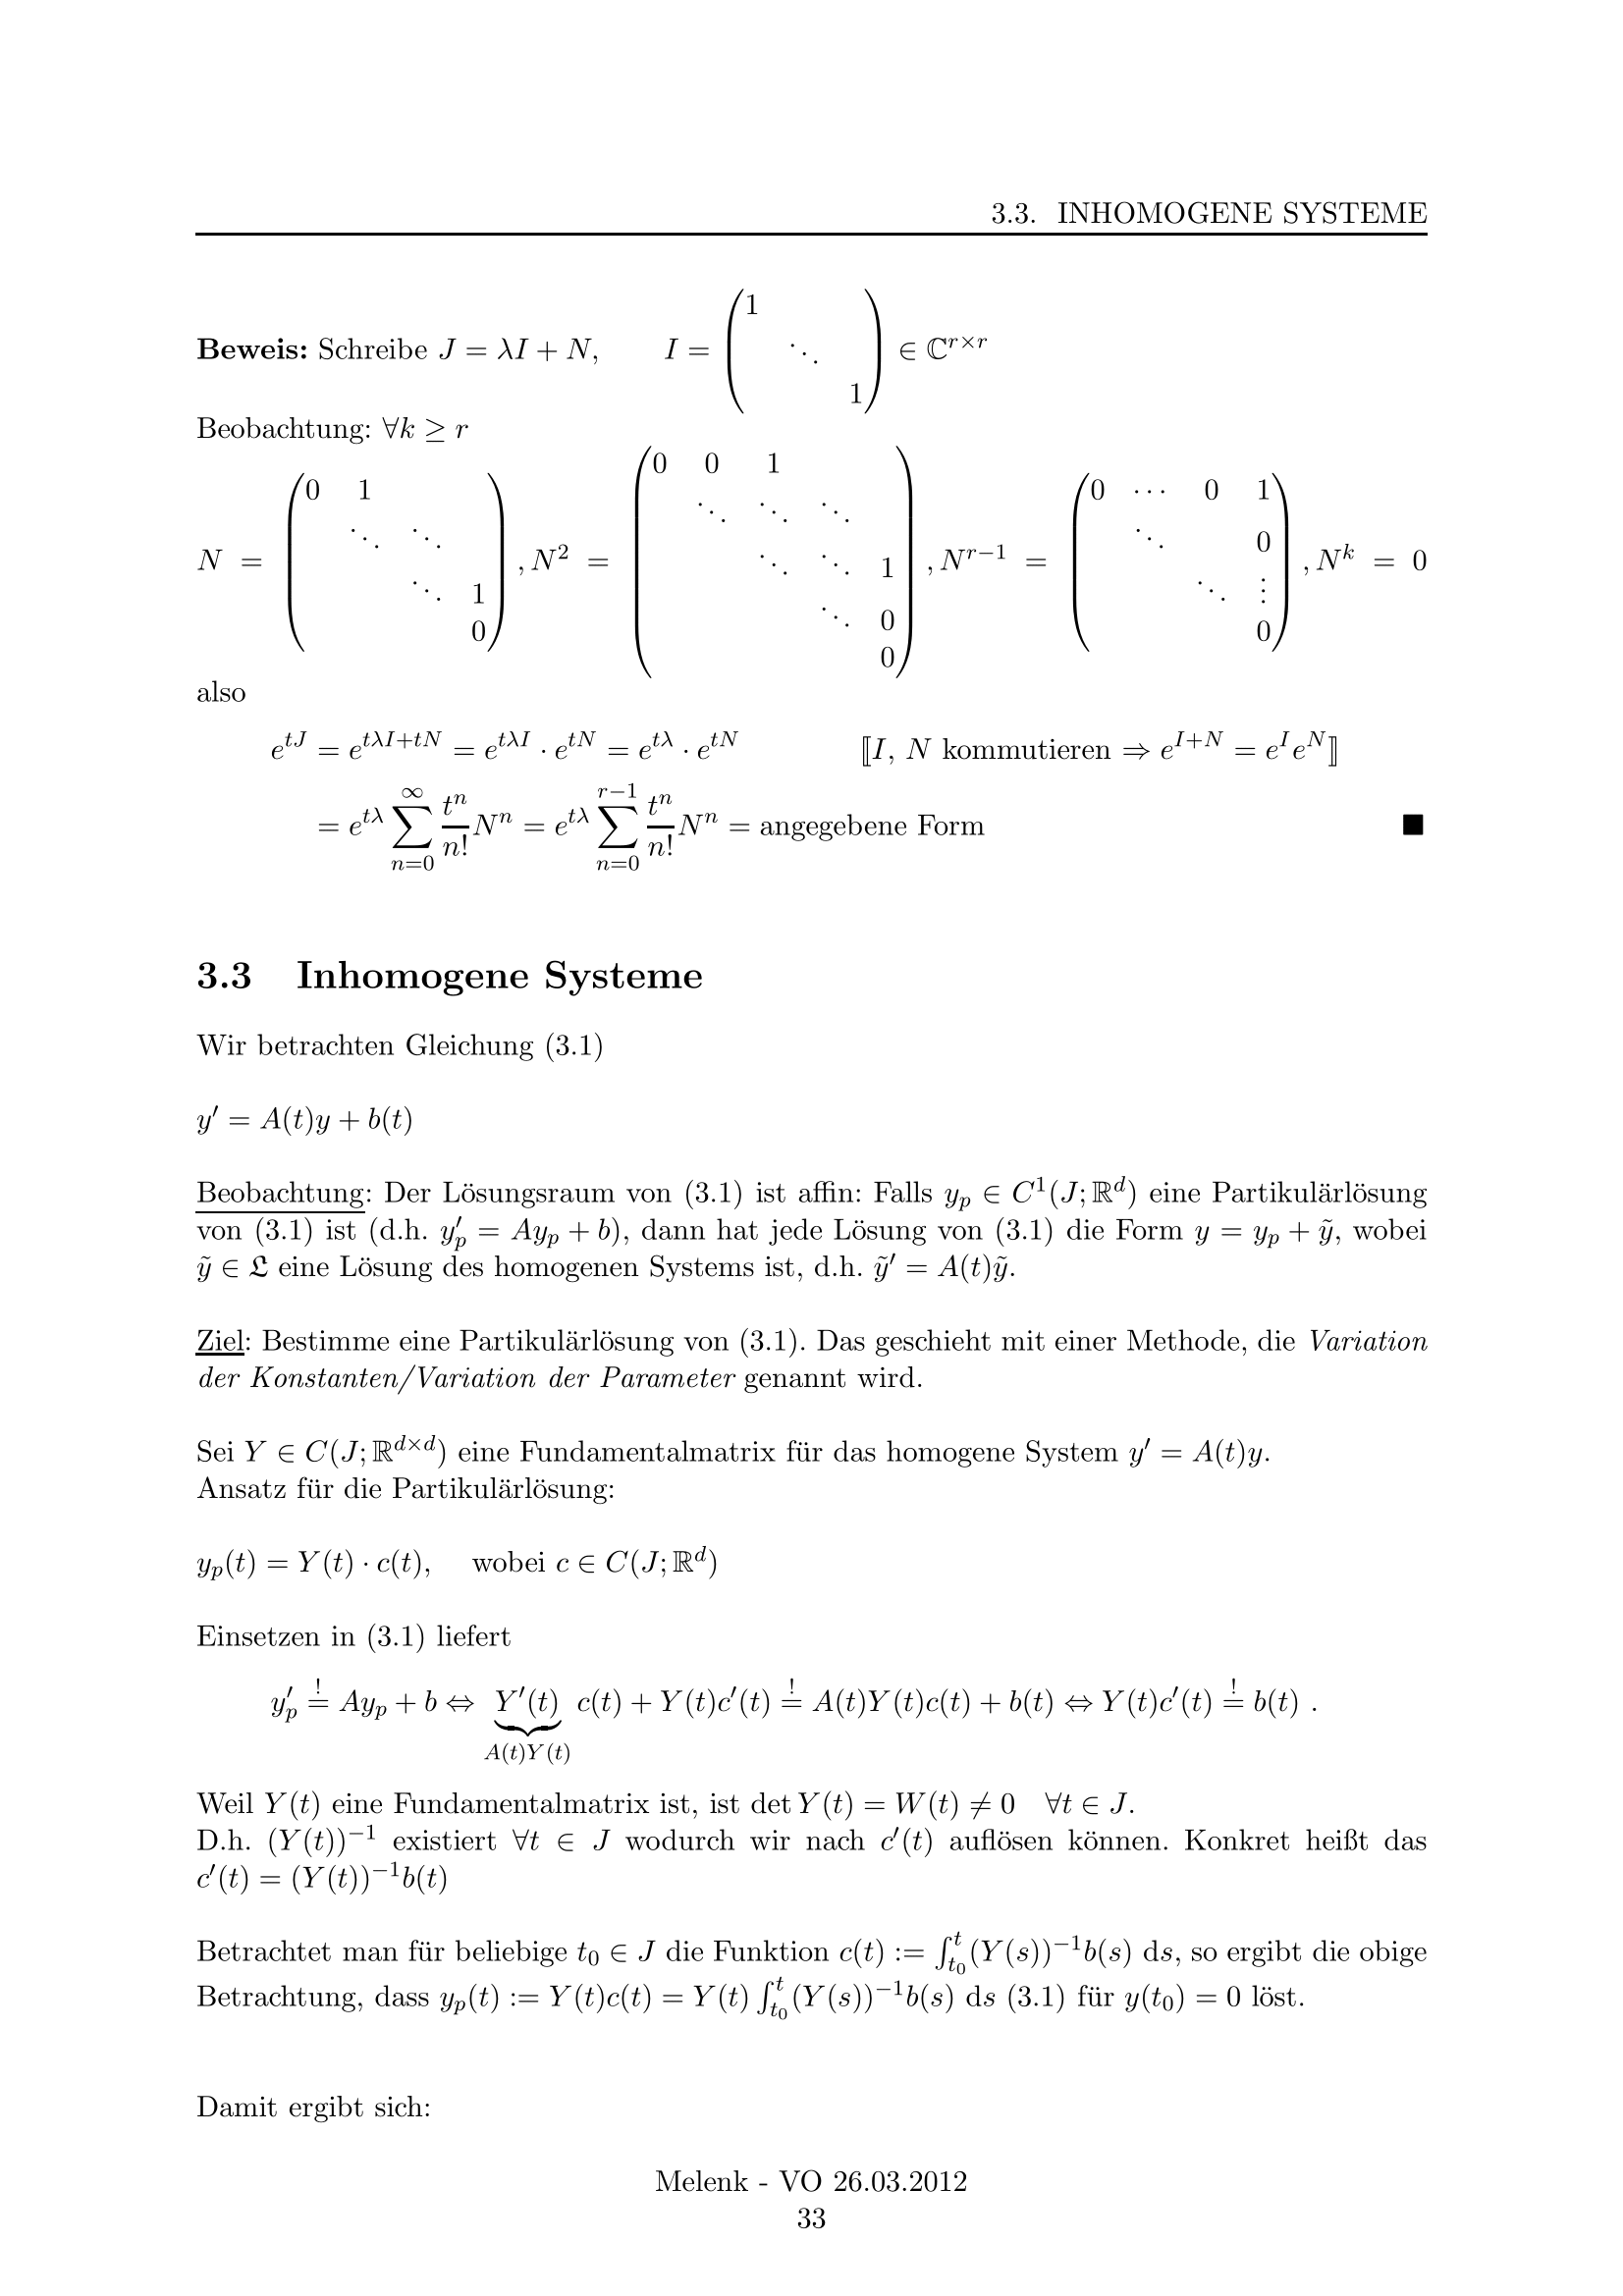 3.3. INHOMOGENE SYSTEME
Beweis: Schreibe $J = \lambda I + N, \qquad I = \begin{pmatrix} 1 & & \\ & \ddots & \\ & & 1 \end{pmatrix} \in \mathbb{C}^{r \times r}$
Beobachtung: $\forall k \geq r$
$N = \begin{pmatrix} 0 & 1 & & \\ & \ddots & \ddots & \\ & & \ddots & 1 \\ & & & 0 \end{pmatrix}, N^2 = \begin{pmatrix} 0 & 0 & 1 & & \\ & \ddots & \ddots & \ddots & \\ & & \ddots & \ddots & 1 \\ & & & \ddots & 0 \\ & & & & 0 \end{pmatrix}, N^{r-1} = \begin{pmatrix} 0 & \cdots & 0 & 1 \\ & \ddots & & 0 \\ & & \ddots & \vdots \\ & & & 0 \end{pmatrix}, N^k = 0$
also
$e^{tJ} = e^{t\lambda I + tN} = e^{t\lambda I} \cdot e^{tN} = e^{t\lambda} \cdot e^{tN} \qquad [\![ I, N \text{ kommutieren} \Rightarrow e^{I+N} = e^I e^N ]\!]$
$= e^{t\lambda} \sum_{n=0}^{\infty} \frac{t^n}{n!} N^n = e^{t\lambda} \sum_{n=0}^{r-1} \frac{t^n}{n!} N^n = \text{angegebene Form}$ ■
3.3 Inhomogene Systeme
Wir betrachten Gleichung (3.1)
$y' = A(t)y + b(t)$
Beobachtung: Der Lösungsraum von (3.1) ist affin: Falls $y_p \in C^1(J; \mathbb{R}^d)$ eine Partikulärlösung
von (3.1) ist (d.h. $y_p' = Ay_p + b$), dann hat jede Lösung von (3.1) die Form $y = y_p + \tilde{y}$, wobei
$\tilde{y} \in \mathfrak{L}$ eine Lösung des homogenen Systems ist, d.h. $\tilde{y}' = A(t)\tilde{y}$.
Ziel: Bestimme eine Partikulärlösung von (3.1). Das geschieht mit einer Methode, die Variation
der Konstanten/Variation der Parameter genannt wird.
Sei $Y \in C(J; \mathbb{R}^{d \times d})$ eine Fundamentalmatrix für das homogene System $y' = A(t)y$.
Ansatz für die Partikulärlösung:
$y_p(t) = Y(t) \cdot c(t), \quad$ wobei $c \in C(J; \mathbb{R}^d)$
Einsetzen in (3.1) liefert
$y_p' \overset{!}{=} Ay_p + b \Leftrightarrow \underbrace{Y'(t)}_{A(t)Y(t)} c(t) + Y(t)c'(t) \overset{!}{=} A(t)Y(t)c(t) + b(t) \Leftrightarrow Y(t)c'(t) \overset{!}{=} b(t)$ .
Weil $Y(t)$ eine Fundamentalmatrix ist, ist $\det Y(t) = W(t) \neq 0 \quad \forall t \in J$.
D.h. $(Y(t))^{-1}$ existiert $\forall t \in J$ wodurch wir nach $c'(t)$ auflösen können. Konkret heißt das
$c'(t) = (Y(t))^{-1} b(t)$
Betrachtet man für beliebige $t_0 \in J$ die Funktion $c(t) := \int_{t_0}^{t} (Y(s))^{-1} b(s) \, \mathrm{d}s$, so ergibt die obige
Betrachtung, dass $y_p(t) := Y(t)c(t) = Y(t) \int_{t_0}^{t} (Y(s))^{-1} b(s) \, \mathrm{d}s$ (3.1) für $y(t_0) = 0$ löst.
Damit ergibt sich:
Melenk - VO 26.03.2012
33